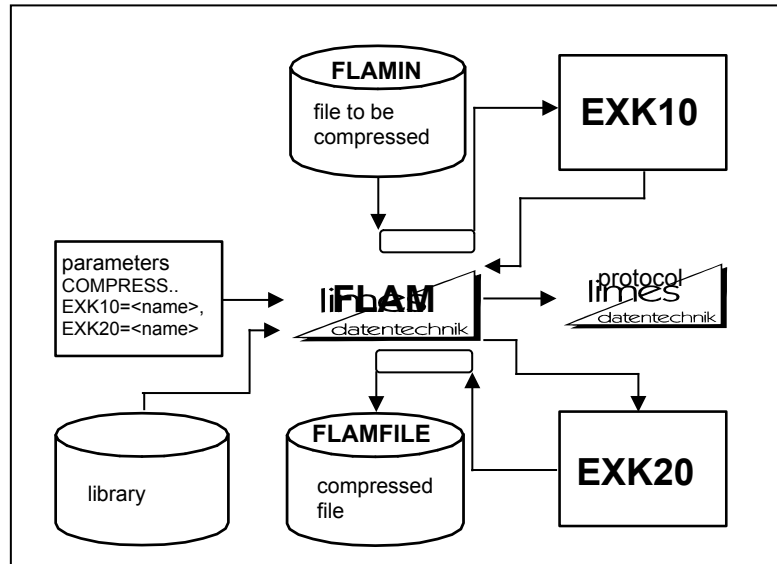 FLAMIN
file to be
compressed
EXK10
parameters
COMPRESS..
EXK10=<name>,
EXK20=<name>
limes
FLAM
datentechnik
protocol
limes
datentechnik
library
FLAMFILE
compressed
file
EXK20